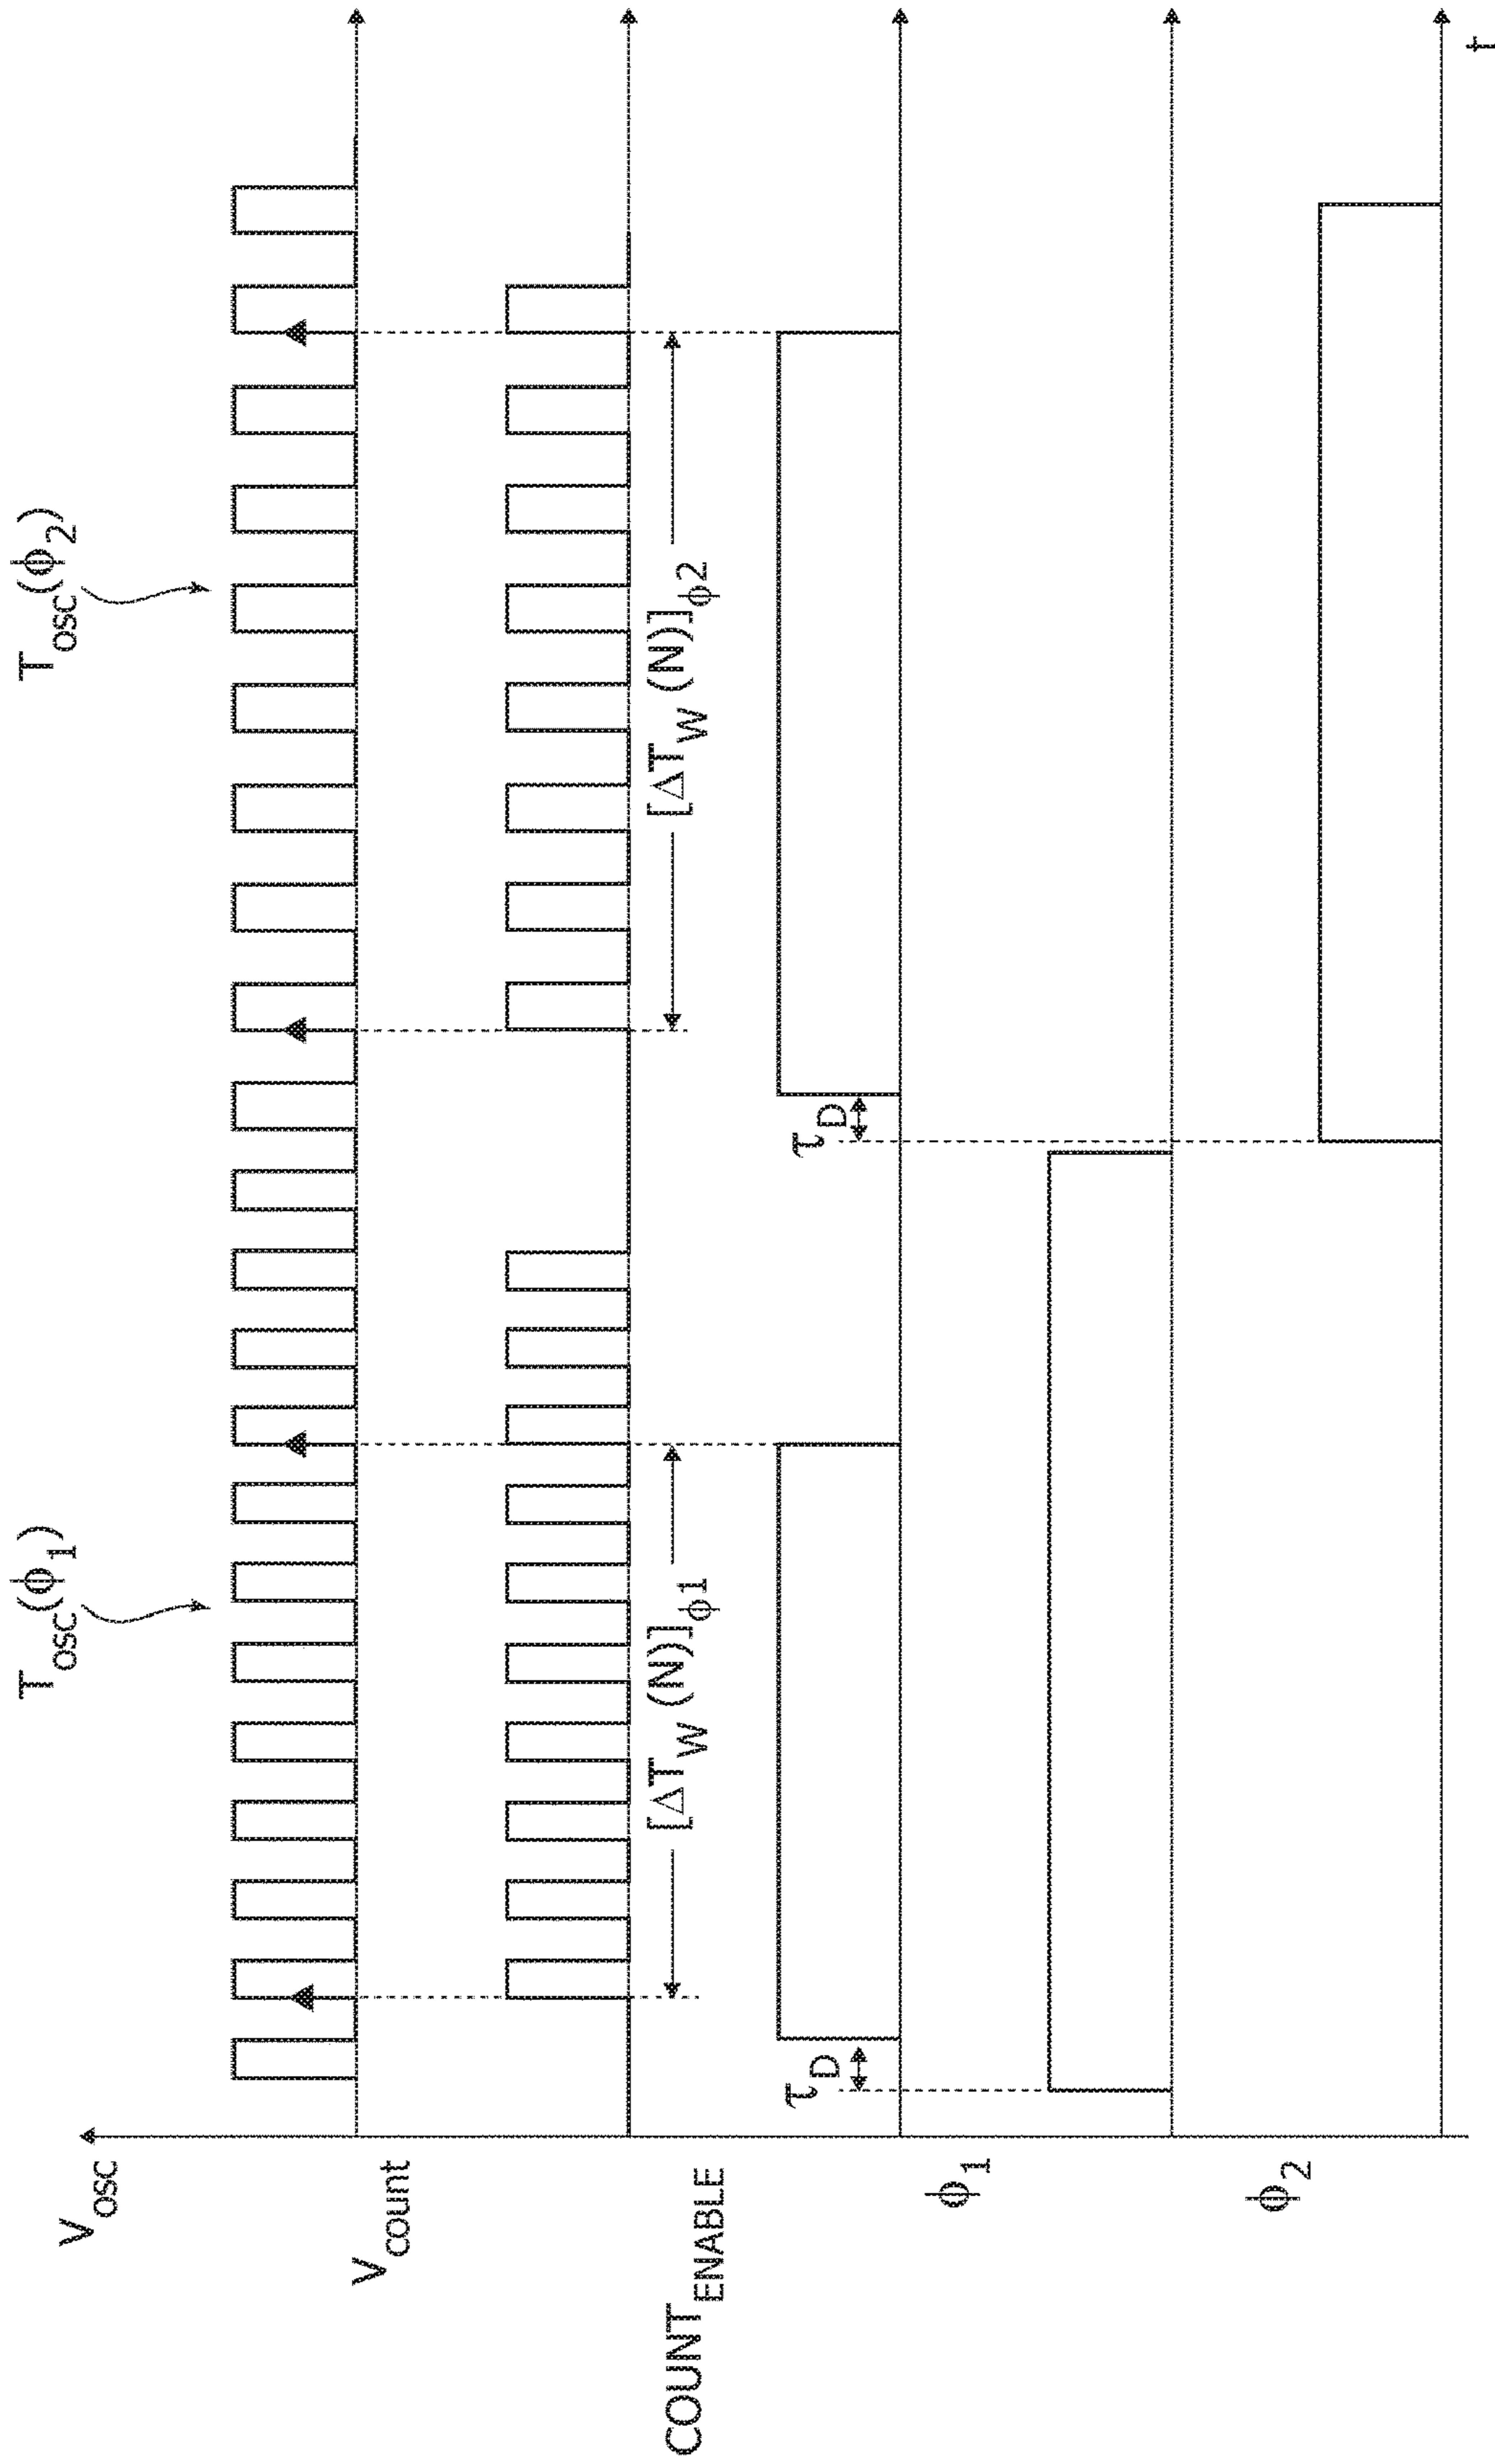 T_OSC(ϕ_1)
T_OSC(ϕ_2)
V_OSC
V_count
[ΔT_W (N)]_ϕ1
[ΔT_W (N)]_ϕ2
COUNT_ENABLE
τ_D
τ_D
ϕ_1
ϕ_2
t